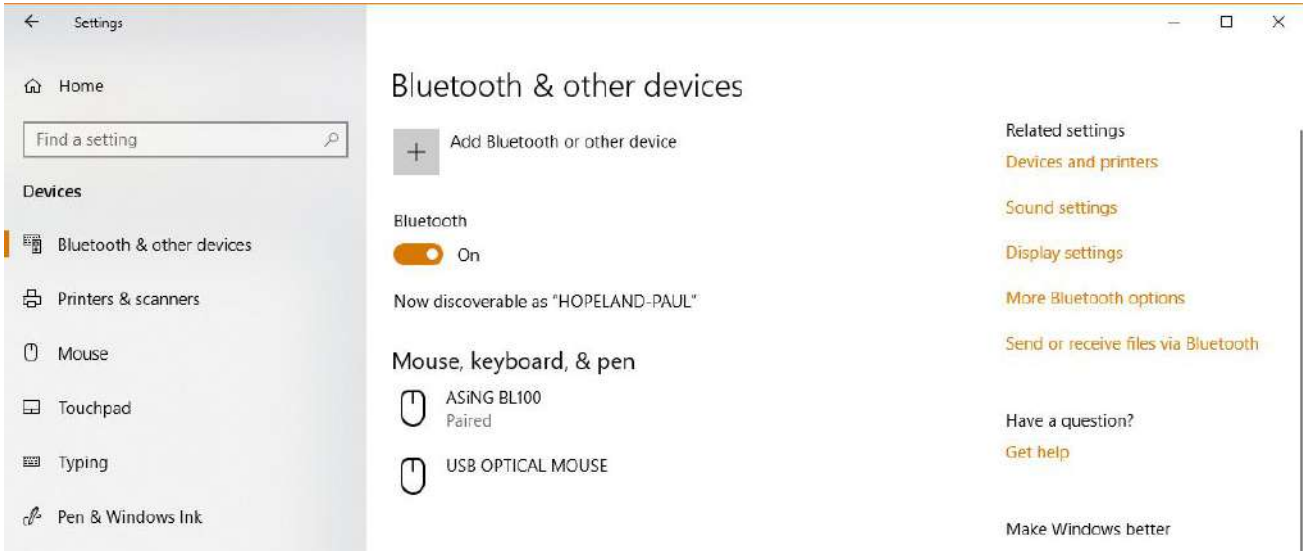 Settings
Home
Find a setting
Devices
Bluetooth & other devices
Printers & scanners
Mouse
Touchpad
Typing
Pen & Windows Ink
Bluetooth & other devices
Add Bluetooth or other device
Bluetooth
On
Now discoverable as “HOPELAND-PAUL”
Mouse, keyboard, & pen
ASiNG BL100
Paired
USB OPTICAL MOUSE
Related settings
Devices and printers
Sound settings
Display settings
More Bluetooth options
Send or receive files via Bluetooth
Have a question?
Get help
Make Windows better